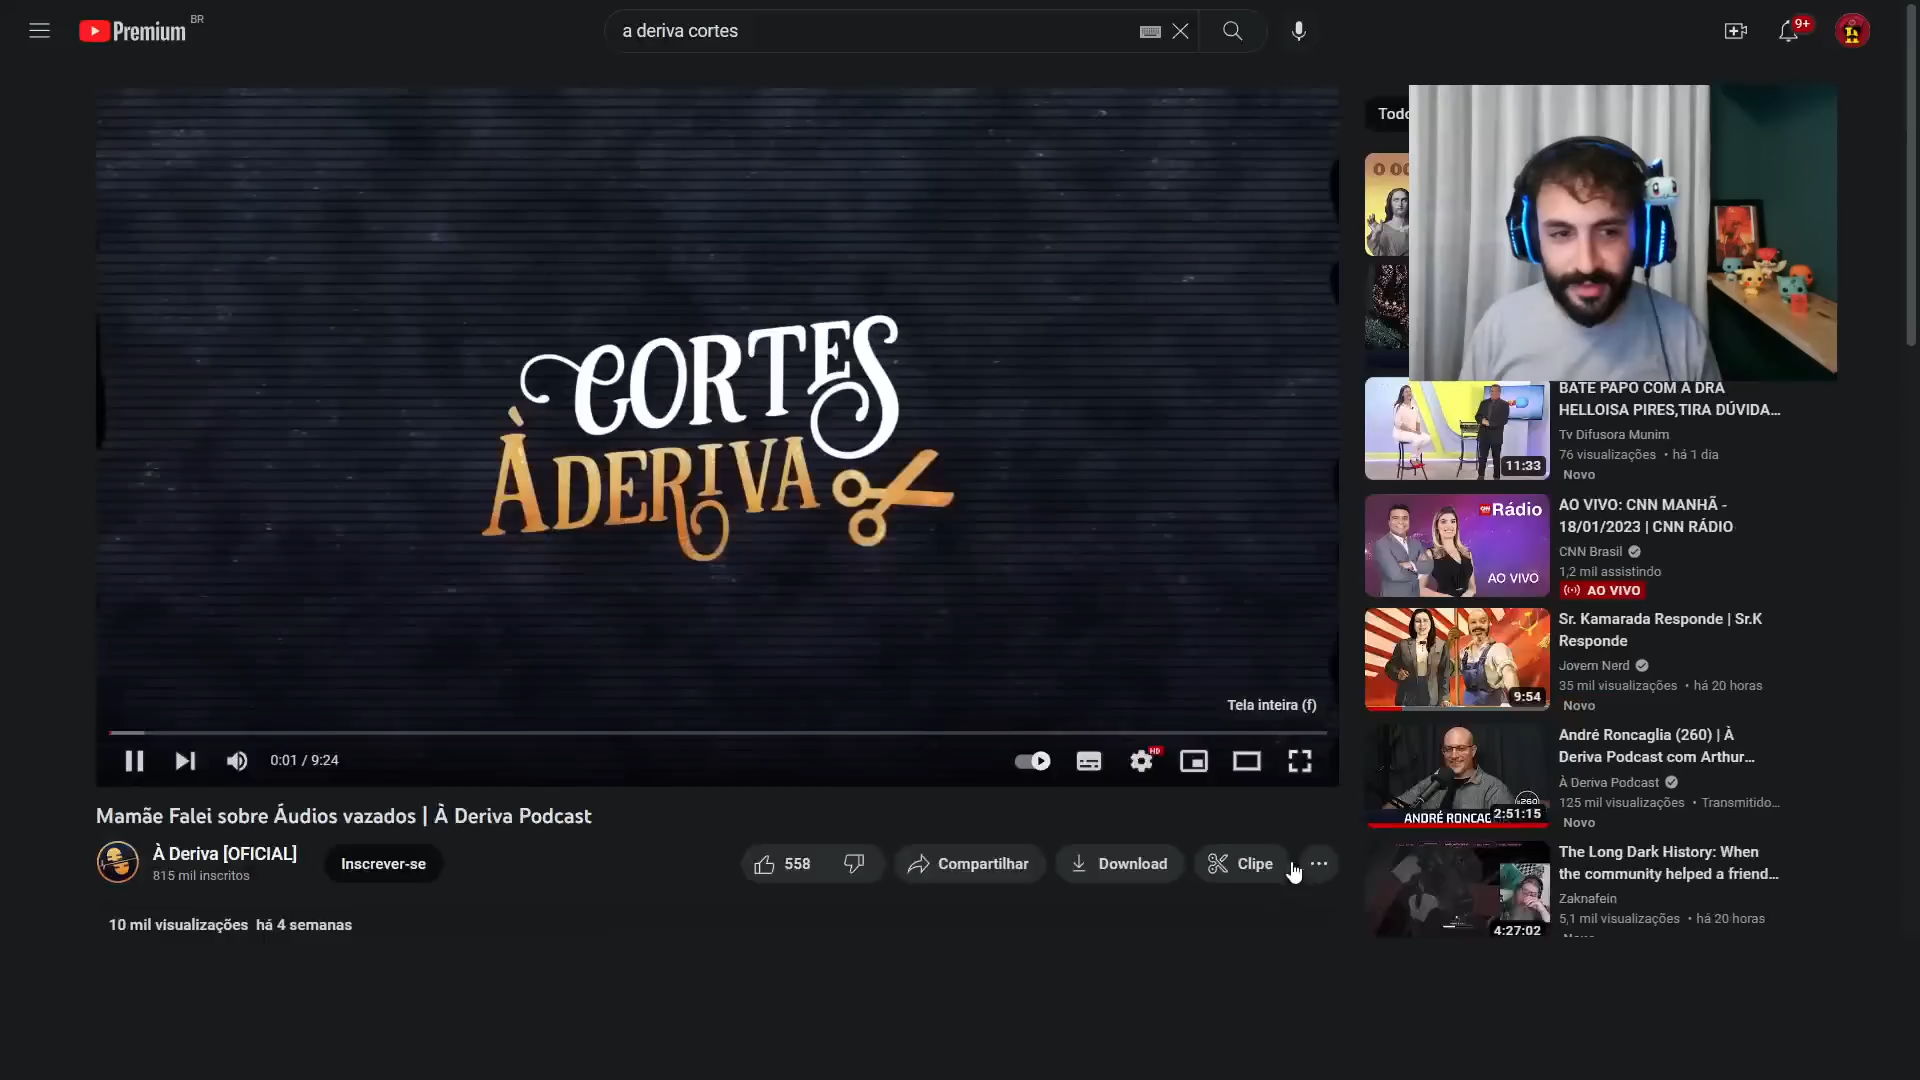 Premium
BR
a deriva cortes
9+
CORTES
À DERIVA
Tela inteira (f)
HD
0:01 / 9:24
Mamãe Falei sobre Áudios vazados | À Deriva Podcast
À Deriva [OFICIAL]
815 mil inscritos
Inscrever-se
558
Compartilhar
Download
Clipe
10 mil visualizações há 4 semanas
BATE PAPO COM A DRA
HELLOISA PIRES,TIRA DÚVIDA...
Tv Difusora Munim
76 visualizações • há 1 dia
Novo
11:33
Rádio
AO VIVO
AO VIVO: CNN MANHÃ -
18/01/2023 | CNN RÁDIO
CNN Brasil
1,2 mil assistindo
AO VIVO
9:54
Sr. Kamarada Responde | Sr.K
Responde
Jovem Nerd
35 mil visualizações • há 20 horas
Novo
ANDRÉ RONCAG
2:51:15
André Roncaglia (260) | À
Deriva Podcast com Arthur...
À Deriva Podcast
125 mil visualizações • Transmitido...
Novo
4:27:02
The Long Dark History: When
the community helped a friend...
Zaknafein
5,1 mil visualizações • há 20 horas